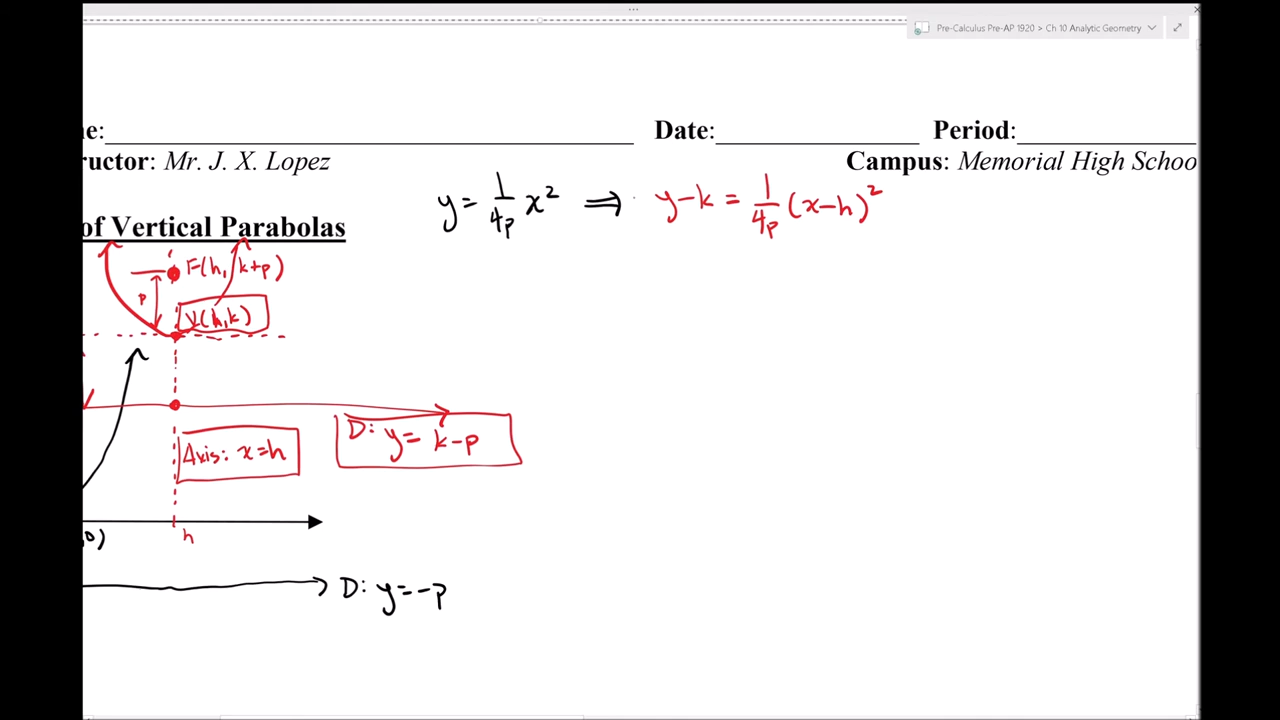 Pre-Calculus Pre-AP 1920 > Ch 10 Analytic Geometry
e: Date: Period:
ructor: Mr. J. X. Lopez Campus: Memorial High Schoo
y = 1/4p x² ⇒ y-k = 1/4p (x-h)²
of Vertical Parabolas
F(h, k+p)
p
V(h,k)
D: y = k-p
Axis: x=h
h
0)
D: y=-p